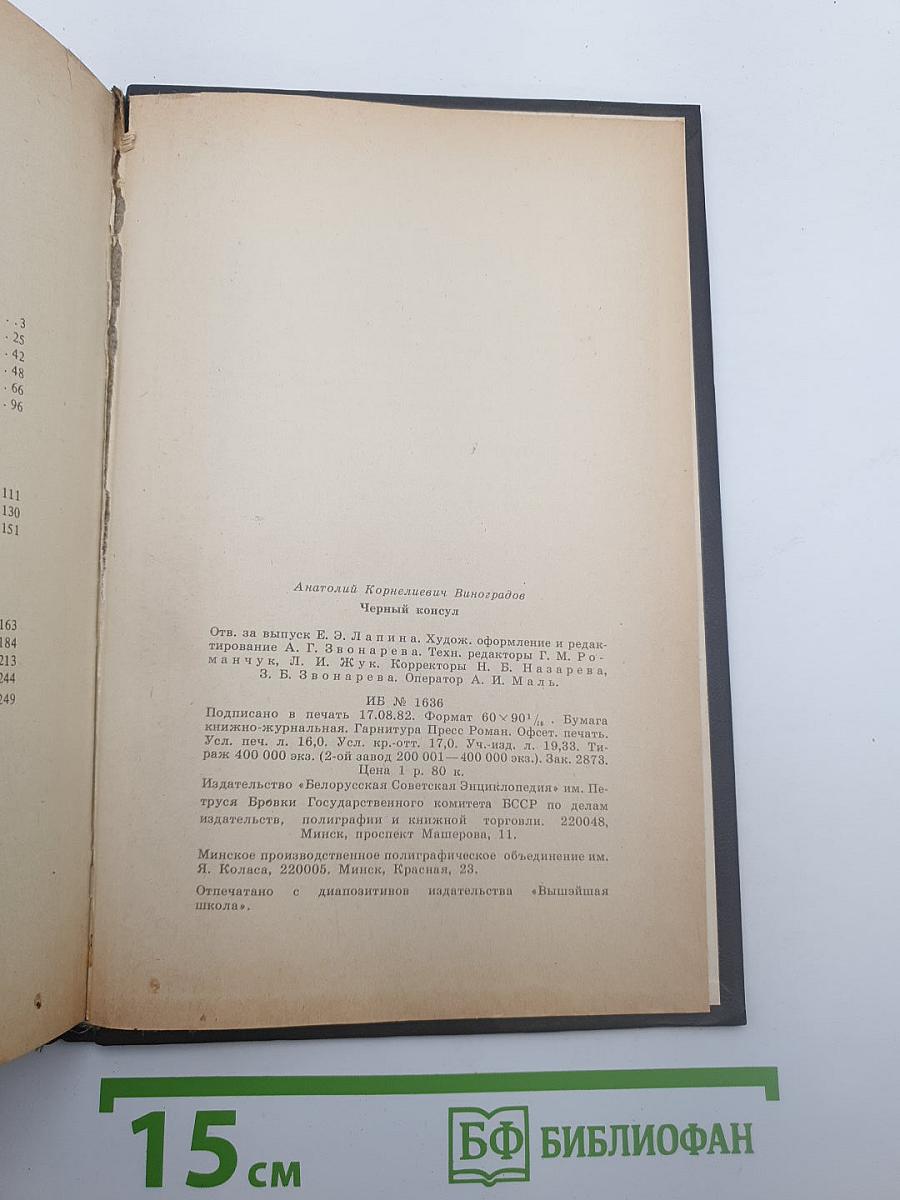 . . 3
. 25
. 42
. 48
. 66
. 96
111
130
151
163
184
213
244
249
Анатолий Корнелиевич Виноградов
Черный консул
Отв. за выпуск Е. Э. Лапина. Худож. оформление и редак-
тирование А. Г. Звонарева. Техн. редакторы Г. М. Ро-
манчук, Л. И. Жук. Корректоры Н. Б. Назарева,
З. Б. Звонарева. Оператор А. И. Маль.
ИБ № 1636
Подписано в печать 17.08.82. Формат 60×90 1/16. Бумага
книжно-журнальная. Гарнитура Пресс Роман. Офсет. печать.
Усл. печ. л. 16,0. Усл. кр.-отт. 17,0. Уч.-изд. л. 19,33. Ти-
раж 400 000 экз. (2-ой завод 200 001—400 000 экз.). Зак. 2873.
Цена 1 р. 80 к.
Издательство «Белорусская Советская Энциклопедия» им. Пе-
труся Бровки Государственного комитета БССР по делам
издательств, полиграфии и книжной торговли. 220048,
Минск, проспект Машерова, 11.
Минское производственное полиграфическое объединение им.
Я. Коласа, 220005. Минск, Красная, 23.
Отпечатано с диапозитивов издательства «Вышэйшая
школа».
15 см
БФ БИБЛИОФАН